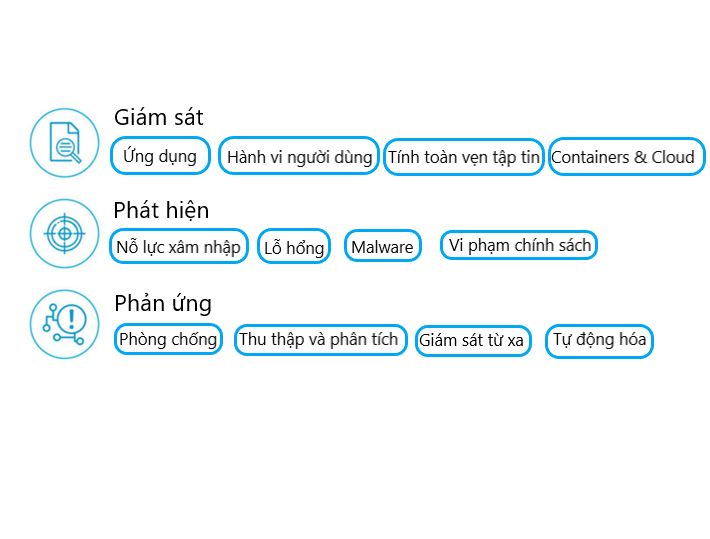 Giám sát
Ứng dụng Hành vi người dùng Tính toàn vẹn tập tin Containers & Cloud
Phát hiện
Nỗ lực xâm nhập Lỗ hổng Malware Vi phạm chính sách
Phản ứng
Phòng chống Thu thập và phân tích Giám sát từ xa Tự động hóa